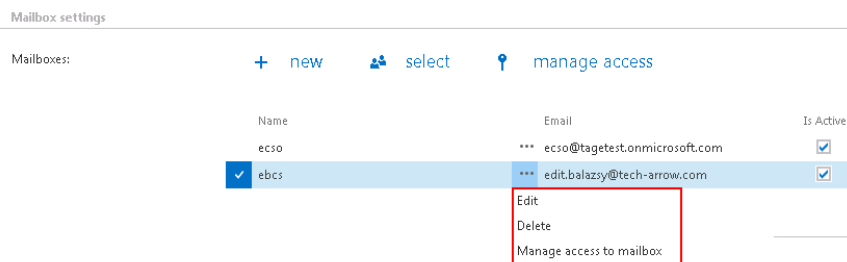 Mailbox settings
Mailboxes:
+ new select manage access
Name Email Is Active
ecso ... ecso@tagetest.onmicrosoft.com
ebcs ... edit.balazsy@tech-arrow.com
Edit
Delete
Manage access to mailbox